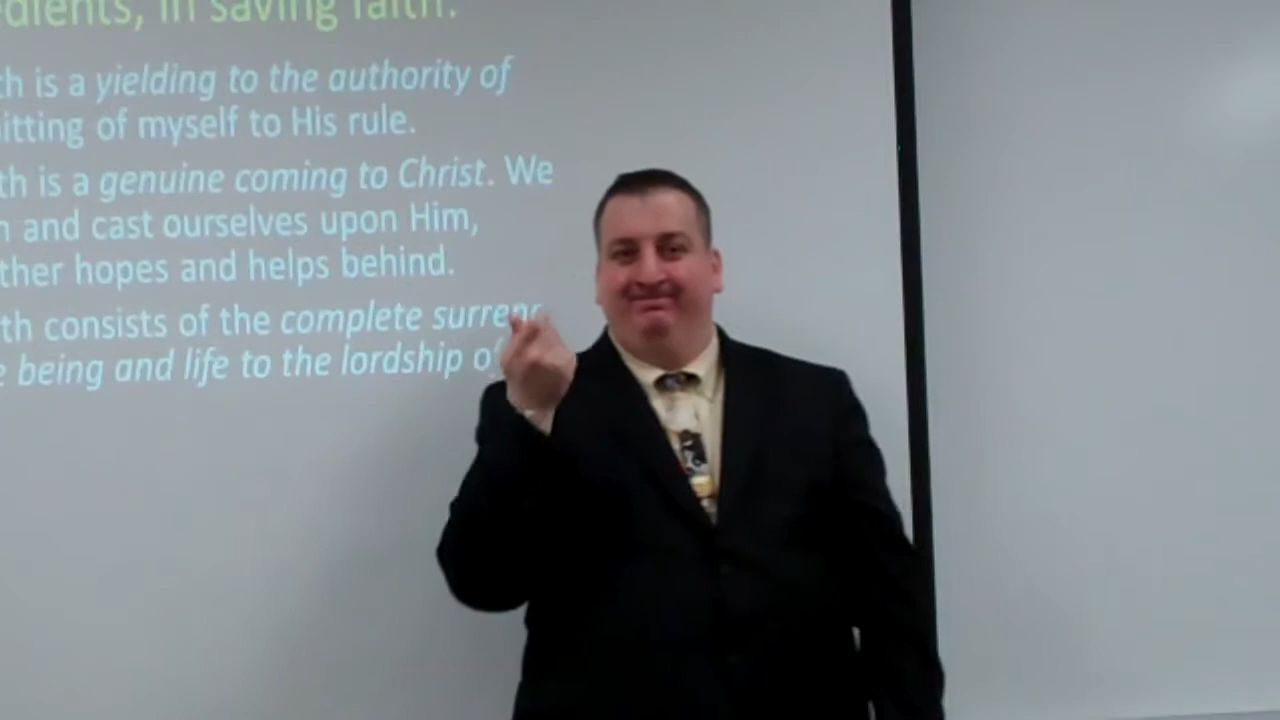 edients, in saving faith.
th is a yielding to the authority of
itting of myself to His rule.
th is a genuine coming to Christ. We
n and cast ourselves upon Him,
ther hopes and helps behind.
th consists of the complete surren
e being and life to the lordship of